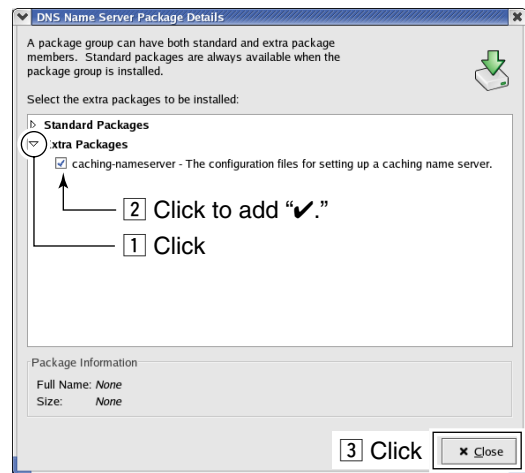 DNS Name Server Package Details
A package group can have both standard and extra package
members. Standard packages are always available when the
package group is installed.
Select the extra packages to be installed:
Standard Packages
xtra Packages
caching-nameserver - The configuration files for setting up a caching name server.
2 Click to add “✔.”
1 Click
Package Information
Full Name: None
Size: None
3 Click
Close